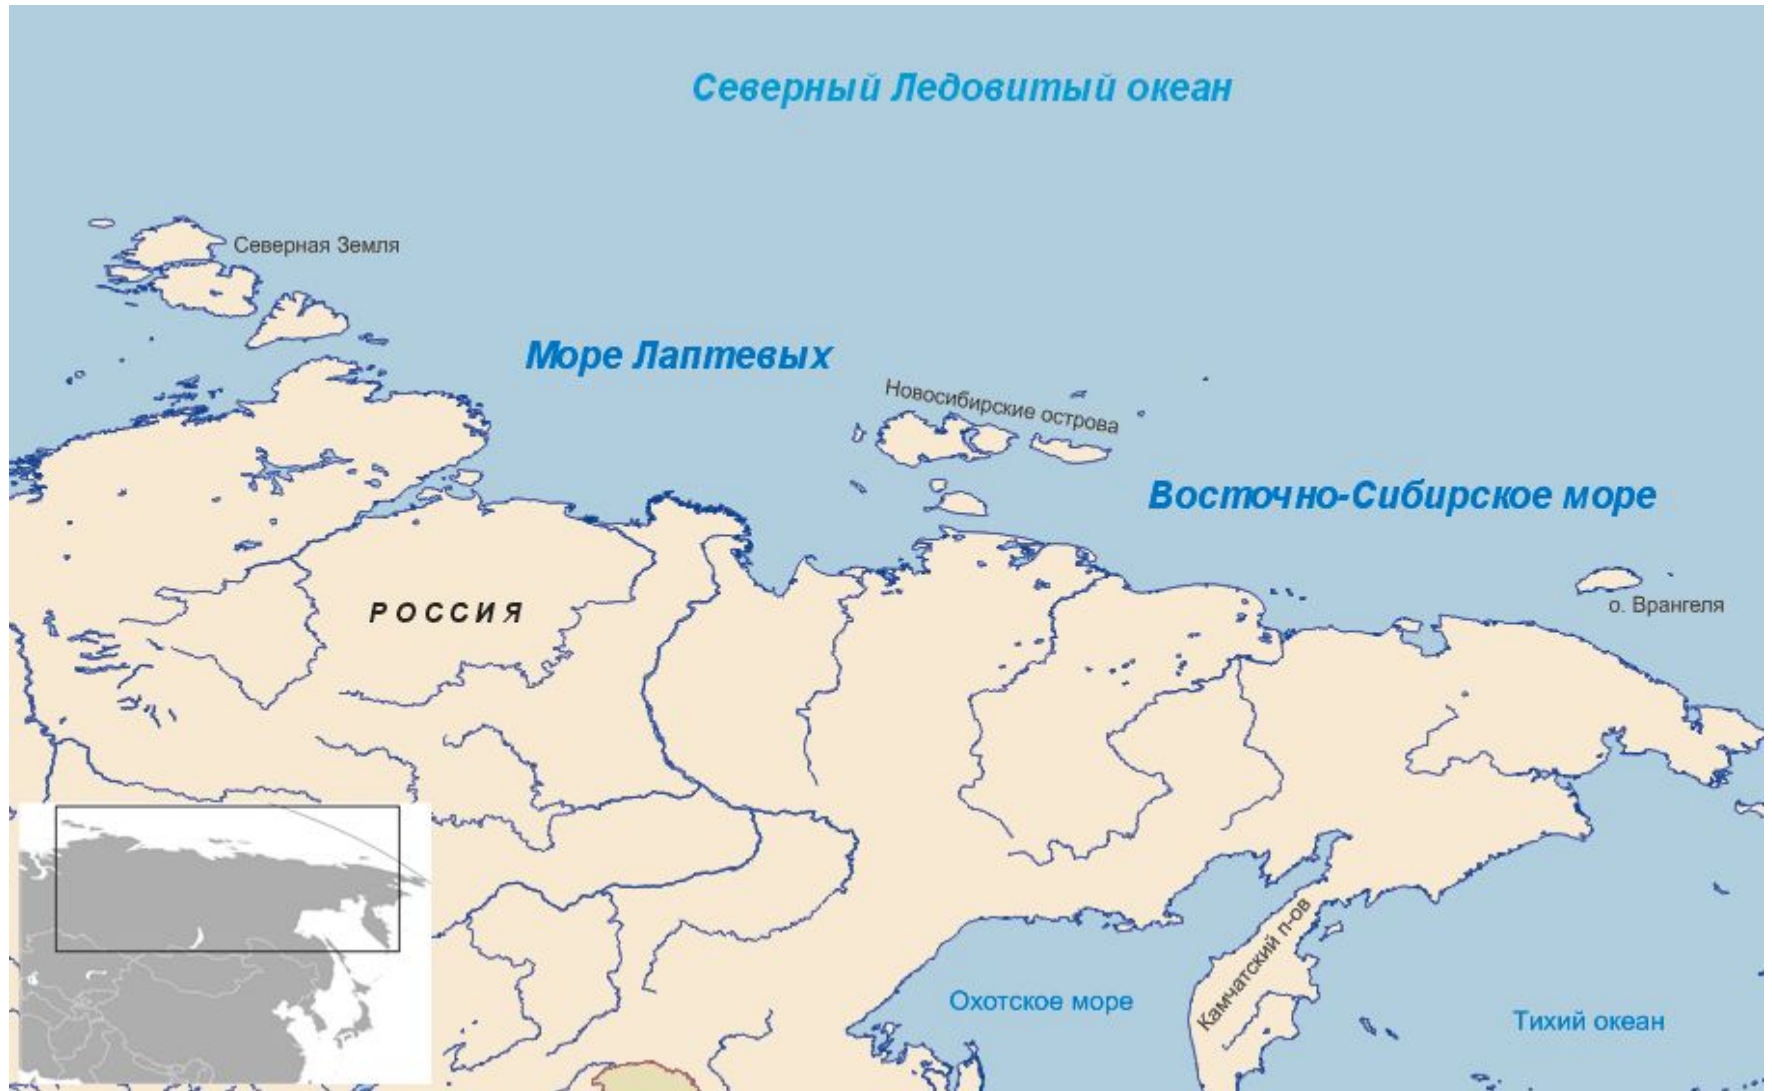 Северный Ледовитый океан
Северная Земля
Море Лаптевых
Новосибирские острова
Восточно-Сибирское море
о. Врангеля
РОССИЯ
Камчатский п-ов
Охотское море
Тихий океан